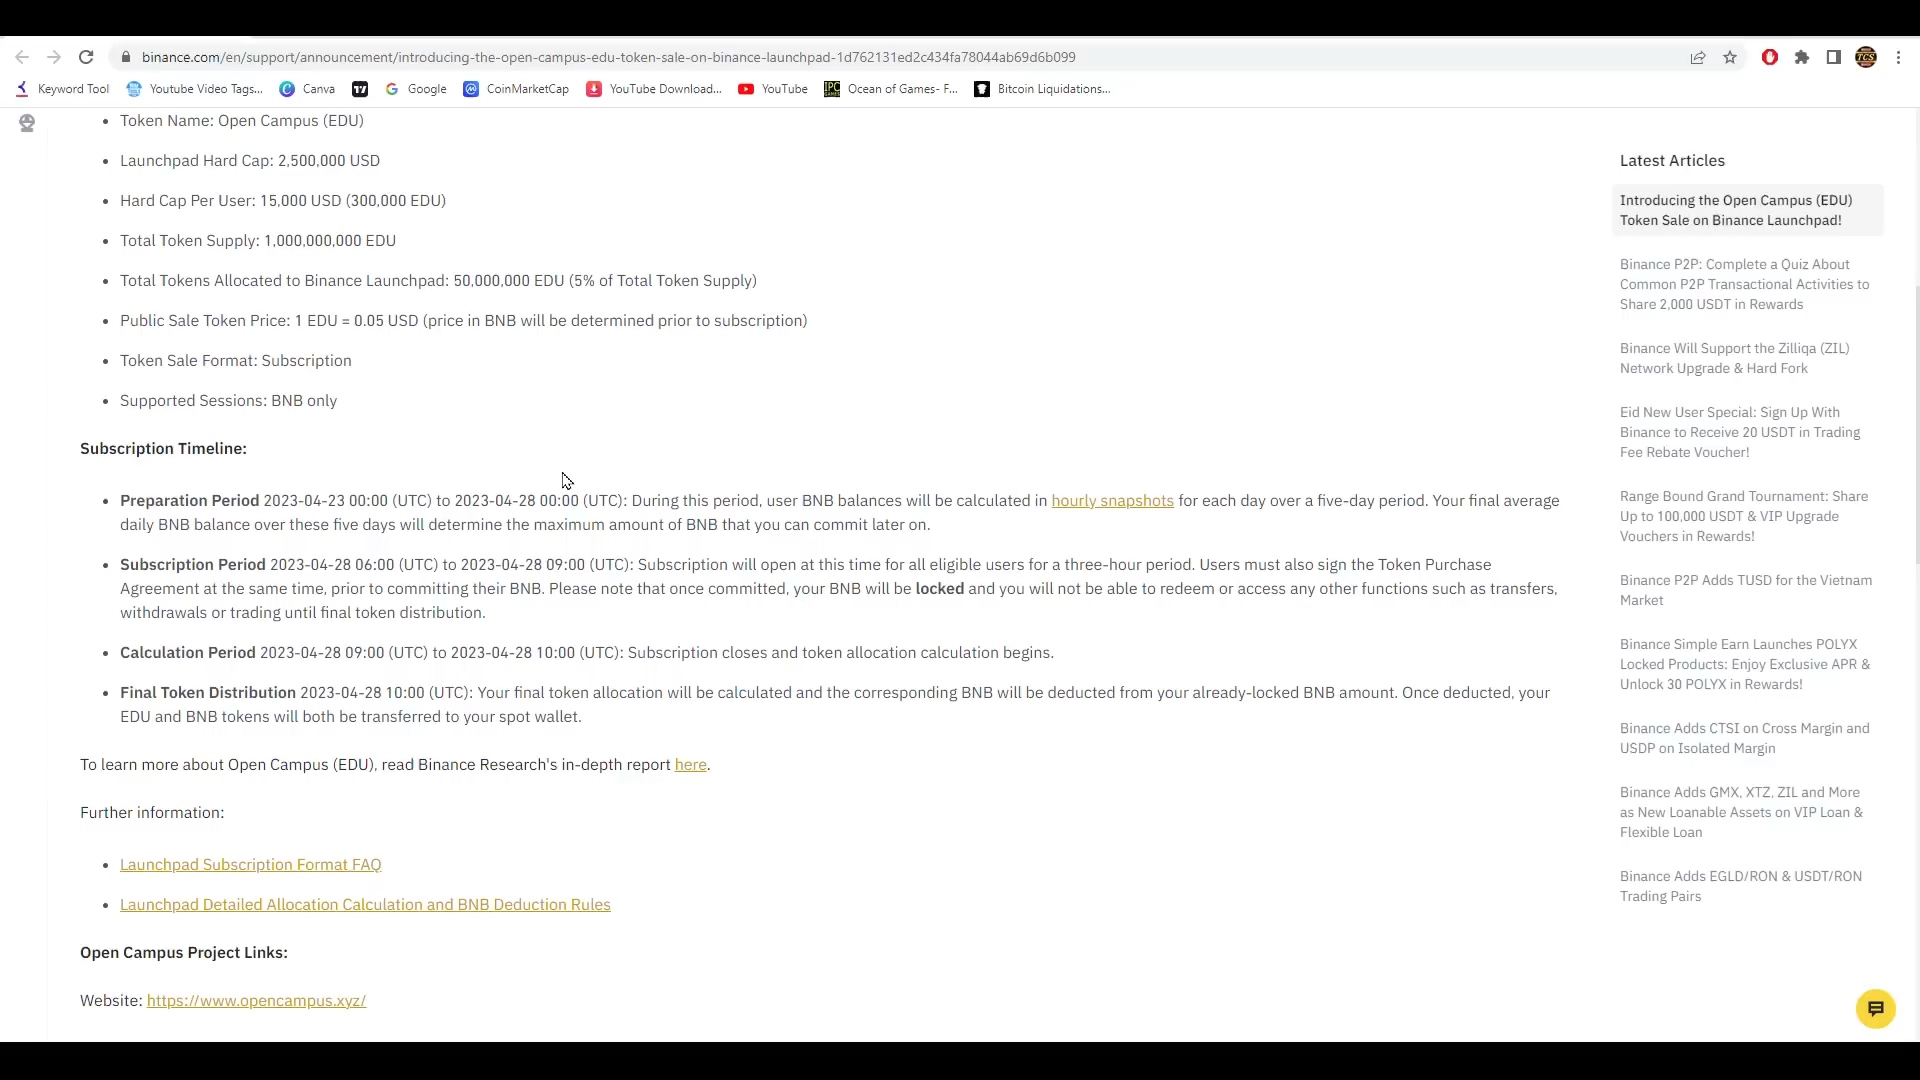 binance.com/en/support/announcement/introducing-the-open-campus-edu-token-sale-on-binance-launchpad-1d762131ed2c434fa78044ab69d6b099
Keyword Tool
Youtube Video Tags...
Canva
Google
CoinMarketCap
YouTube Download...
YouTube
Ocean of Games- F...
Bitcoin Liquidations...
Token Name: Open Campus (EDU)
Launchpad Hard Cap: 2,500,000 USD
Hard Cap Per User: 15,000 USD (300,000 EDU)
Total Token Supply: 1,000,000,000 EDU
Total Tokens Allocated to Binance Launchpad: 50,000,000 EDU (5% of Total Token Supply)
Public Sale Token Price: 1 EDU = 0.05 USD (price in BNB will be determined prior to subscription)
Token Sale Format: Subscription
Supported Sessions: BNB only
Subscription Timeline:
Preparation Period 2023-04-23 00:00 (UTC) to 2023-04-28 00:00 (UTC): During this period, user BNB balances will be calculated in hourly snapshots for each day over a five-day period. Your final average
daily BNB balance over these five days will determine the maximum amount of BNB that you can commit later on.
Subscription Period 2023-04-28 06:00 (UTC) to 2023-04-28 09:00 (UTC): Subscription will open at this time for all eligible users for a three-hour period. Users must also sign the Token Purchase
Agreement at the same time, prior to committing their BNB. Please note that once committed, your BNB will be locked and you will not be able to redeem or access any other functions such as transfers,
withdrawals or trading until final token distribution.
Calculation Period 2023-04-28 09:00 (UTC) to 2023-04-28 10:00 (UTC): Subscription closes and token allocation calculation begins.
Final Token Distribution 2023-04-28 10:00 (UTC): Your final token allocation will be calculated and the corresponding BNB will be deducted from your already-locked BNB amount. Once deducted, your
EDU and BNB tokens will both be transferred to your spot wallet.
To learn more about Open Campus (EDU), read Binance Research's in-depth report here.
Further information:
Launchpad Subscription Format FAQ
Launchpad Detailed Allocation Calculation and BNB Deduction Rules
Open Campus Project Links:
Website: https://www.opencampus.xyz/
Latest Articles
Introducing the Open Campus (EDU)
Token Sale on Binance Launchpad!
Binance P2P: Complete a Quiz About
Common P2P Transactional Activities to
Share 2,000 USDT in Rewards
Binance Will Support the Zilliqa (ZIL)
Network Upgrade & Hard Fork
Eid New User Special: Sign Up With
Binance to Receive 20 USDT in Trading
Fee Rebate Voucher!
Range Bound Grand Tournament: Share
Up to 100,000 USDT & VIP Upgrade
Vouchers in Rewards!
Binance P2P Adds TUSD for the Vietnam
Market
Binance Simple Earn Launches POLYX
Locked Products: Enjoy Exclusive APR &
Unlock 30 POLYX in Rewards!
Binance Adds CTSI on Cross Margin and
USDP on Isolated Margin
Binance Adds GMX, XTZ, ZIL and More
as New Loanable Assets on VIP Loan &
Flexible Loan
Binance Adds EGLD/RON & USDT/RON
Trading Pairs